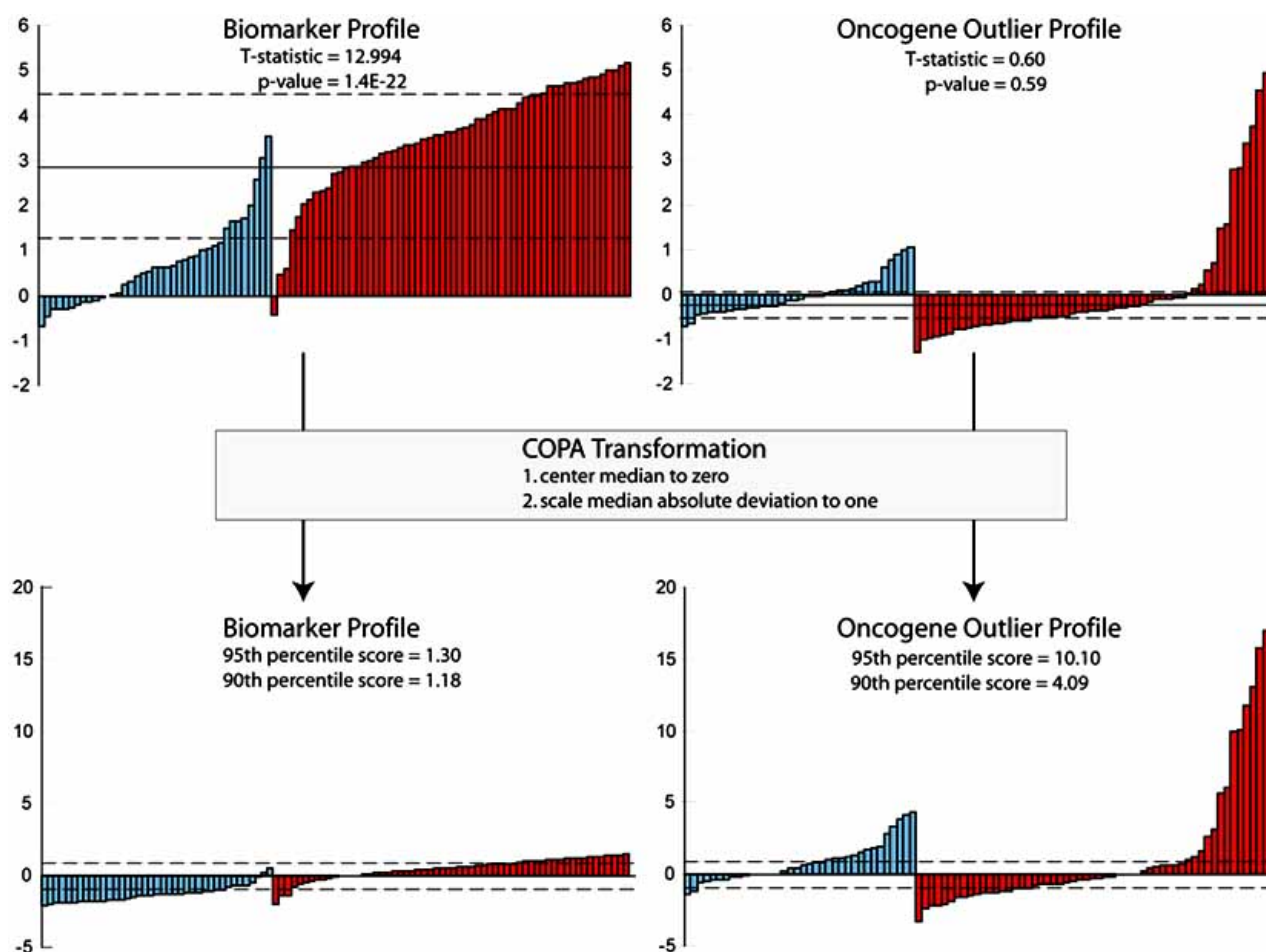 Biomarker Profile
T-statistic = 12.994
p-value = 1.4E-22
6
5
4
3
2
1
0
-1
-2
Oncogene Outlier Profile
T-statistic = 0.60
p-value = 0.59
6
5
4
3
2
1
0
-1
-2
COPA Transformation
1. center median to zero
2. scale median absolute deviation to one
Biomarker Profile
95th percentile score = 1.30
90th percentile score = 1.18
20
15
10
5
0
-5
Oncogene Outlier Profile
95th percentile score = 10.10
90th percentile score = 4.09
20
15
10
5
0
-5